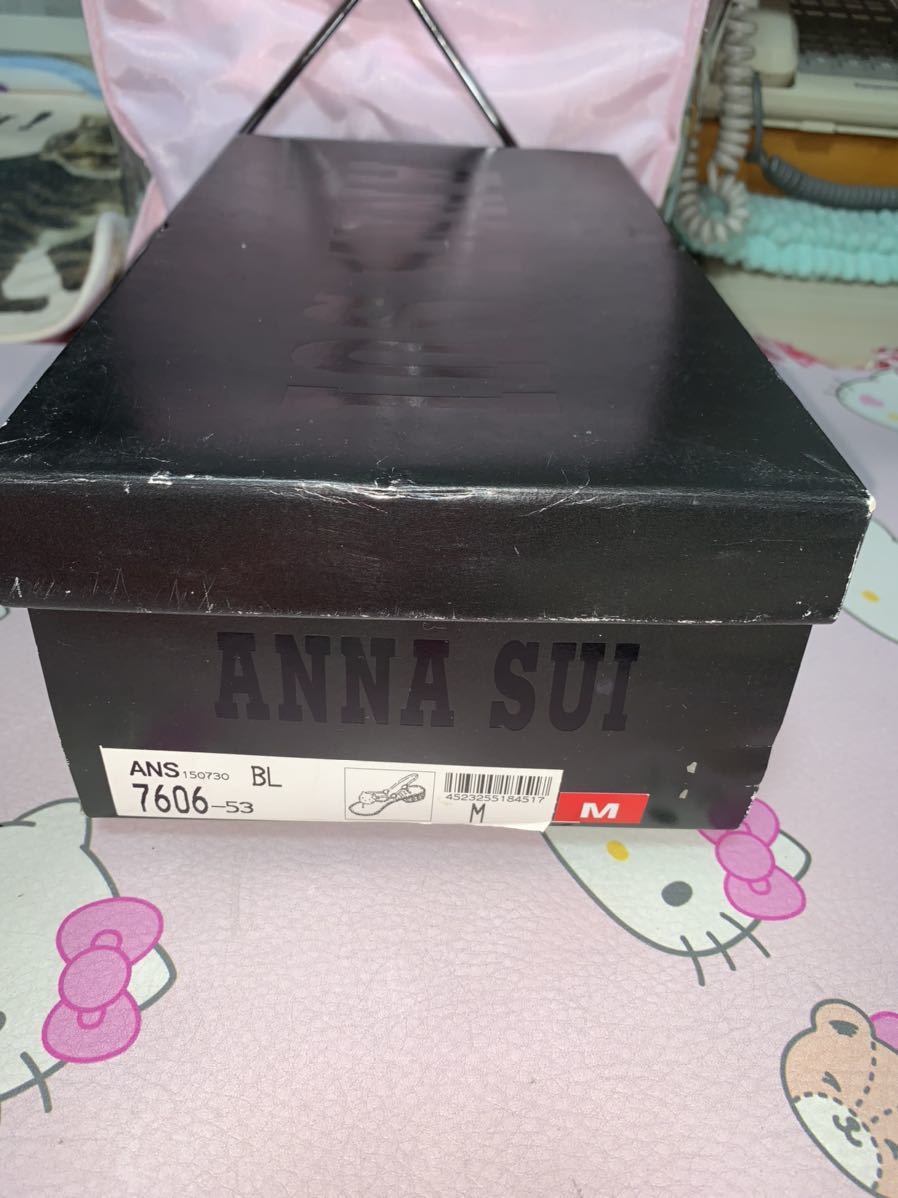 ANNA SUI
ANS 150730 BL
7606-53
4523255184517
M
M